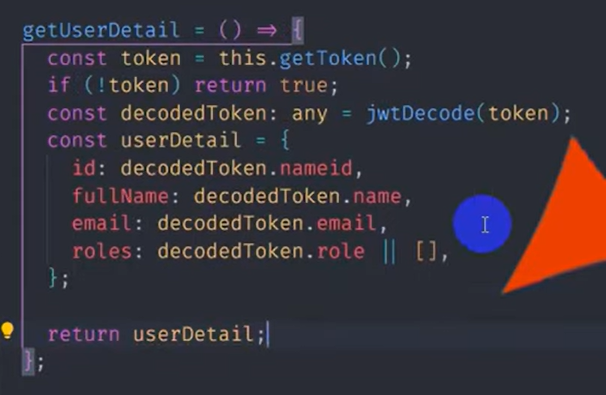 getUserDetail = () => {
const token = this.getToken();
if (!token) return true;
const decodedToken: any = jwtDecode(token);
const userDetail = {
id: decodedToken.nameid,
fullName: decodedToken.name,
email: decodedToken.email,
roles: decodedToken.role || [],
};
return userDetail;
};